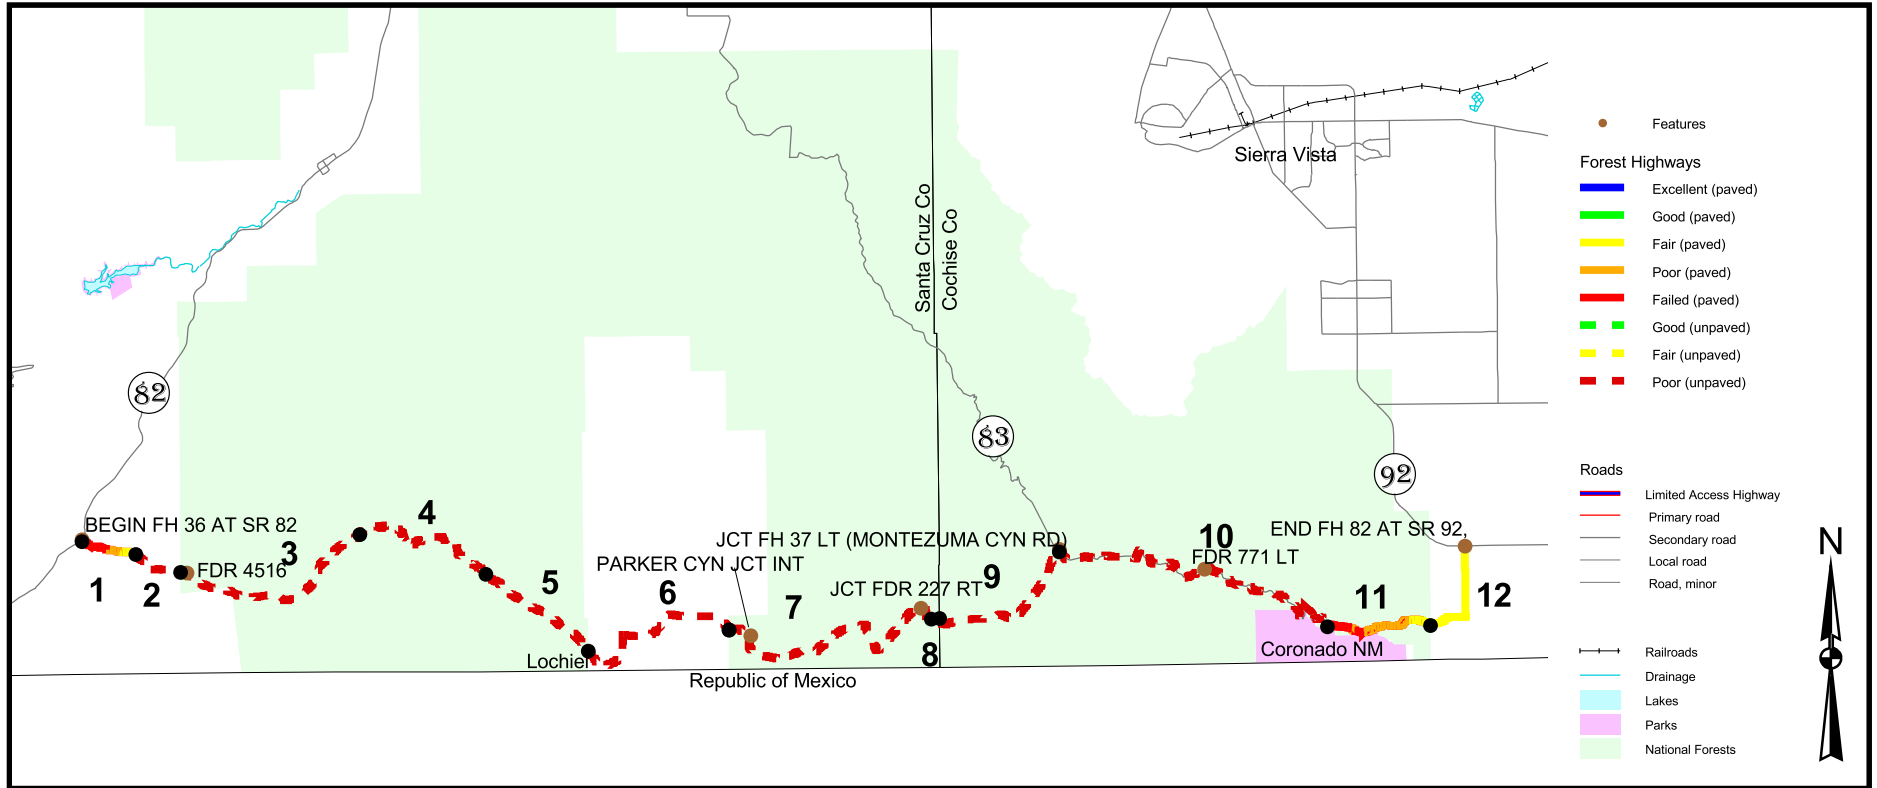 Sierra Vista
Santa Cruz Co
Cochise Co
82
83
92
BEGIN FH 36 AT SR 82
1
2
3
FDR 4516
4
5
Lochiel
6
PARKER CYN JCT INT
7
JCT FH 37 LT (MONTEZUMA CYN RD)
JCT FDR 227 RT
8
9
10
FDR 771 LT
END FH 82 AT SR 92,
11
12
Coronado NM
Republic of Mexico
Features
Forest Highways
Excellent (paved)
Good (paved)
Fair (paved)
Poor (paved)
Failed (paved)
Good (unpaved)
Fair (unpaved)
Poor (unpaved)
Roads
Limited Access Highway
Primary road
Secondary road
Local road
Road, minor
Railroads
Drainage
Lakes
Parks
National Forests
N